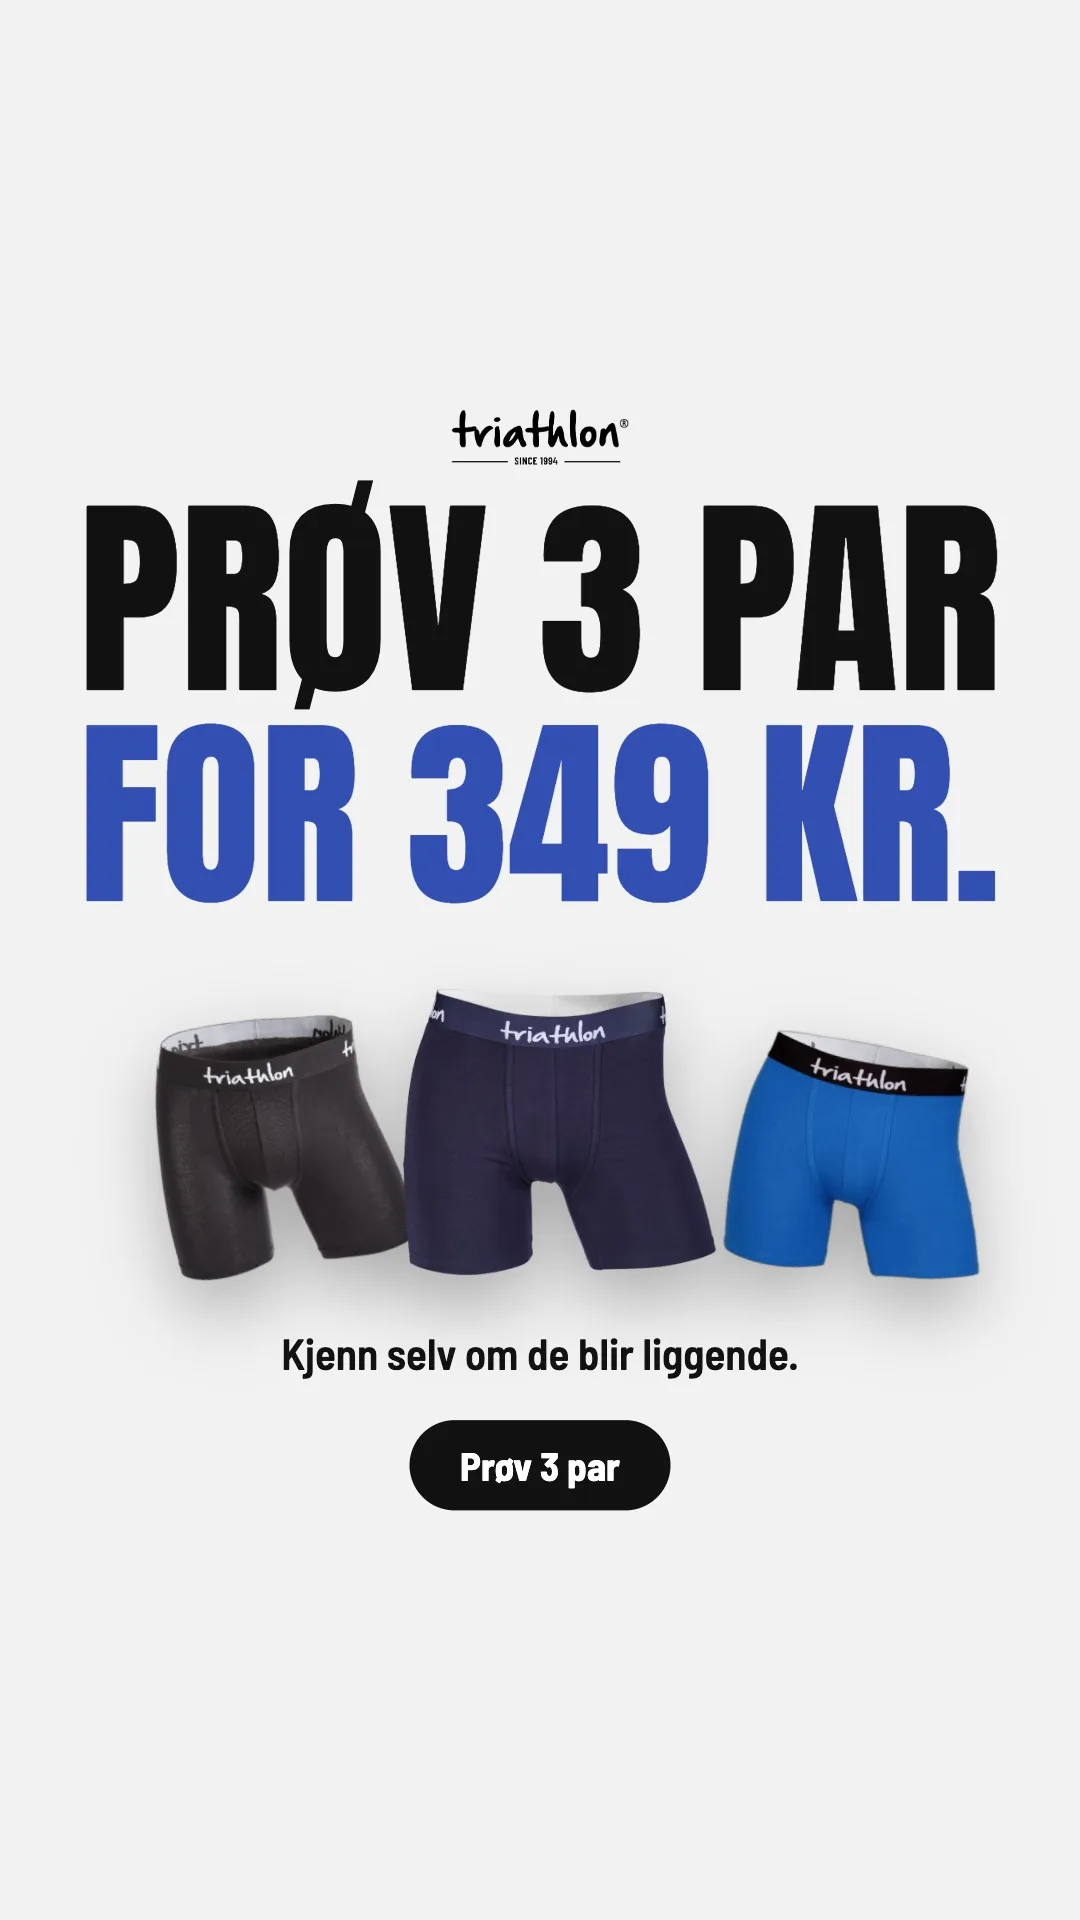 triathlon®
SINCE 1994
PRØV 3 PAR
FOR 349 KR.
triathlon
triathlon
triathlon
Kjenn selv om de blir liggende.
Prøv 3 par